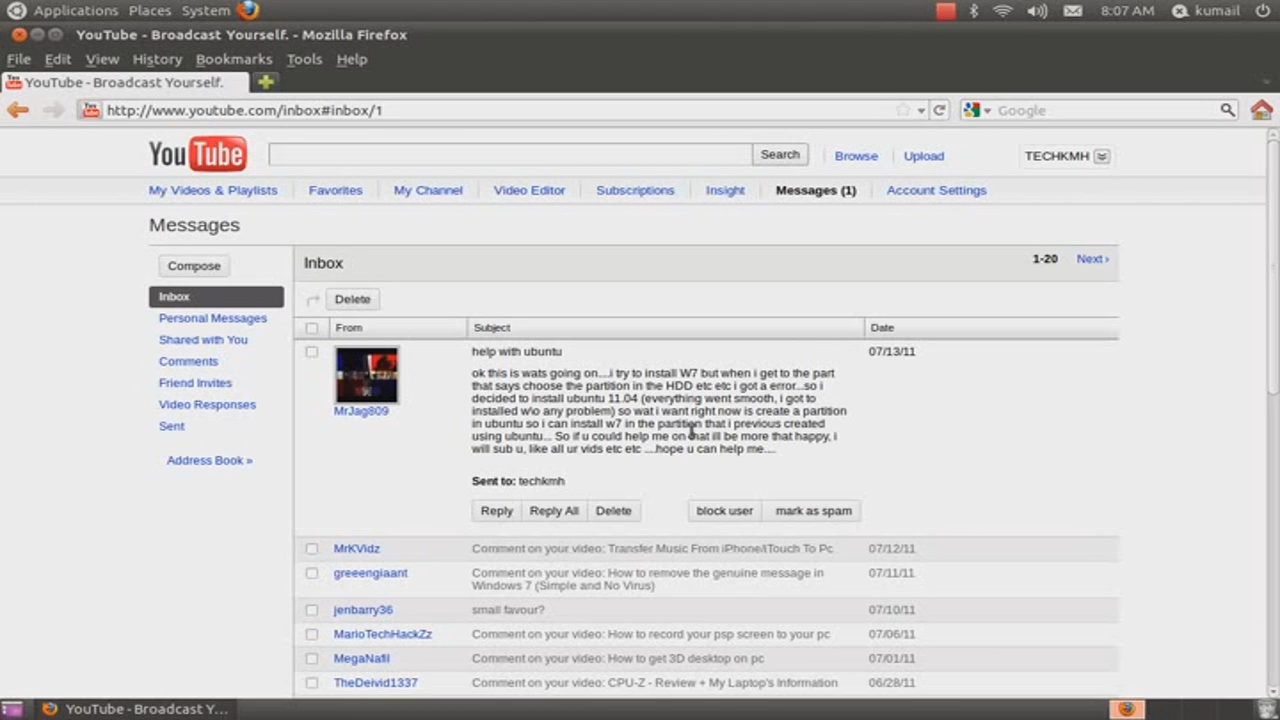 Applications Places System 8:07 AM kumail
YouTube - Broadcast Yourself. - Mozilla Firefox
File Edit View History Bookmarks Tools Help
YouTube - Broadcast Yourself.
http://www.youtube.com/inbox#inbox/1 Google
YouTube Search Browse Upload TECHKMH
My Videos & Playlists Favorites My Channel Video Editor Subscriptions Insight Messages (1) Account Settings
Messages
Compose
Inbox
Personal Messages
Shared with You
Comments
Friend Invites
Video Responses
Sent
Address Book »
Inbox 1-20 Next ›
Delete
From Subject Date
help with ubuntu 07/13/11
MrJag809
ok this is wats going on....i try to install W7 but when i get to the part
that says choose the partition in the HDD etc etc i got a error...so i
decided to install ubuntu 11.04 (everything went smooth, i got to
installed w\o any problem) so wat i want right now is create a partition
in ubuntu so i can install w7 in the partition that i previous created
using ubuntu... So if u could help me on that ill be more that happy, i
will sub u, like all ur vids etc etc ....hope u can help me....
Sent to: techkmh
Reply Reply All Delete block user mark as spam
MrKVidz Comment on your video: Transfer Music From iPhone/iTouch To Pc 07/12/11
greeengiaant Comment on your video: How to remove the genuine message in 07/11/11
Windows 7 (Simple and No Virus)
jenbarry36 small favour? 07/10/11
MarioTechHackZz Comment on your video: How to record your psp screen to your pc 07/06/11
MegaNafil Comment on your video: How to get 3D desktop on pc 07/01/11
TheDeivid1337 Comment on your video: CPU-Z - Review + My Laptop's Information 06/28/11
YouTube - Broadcast Y...